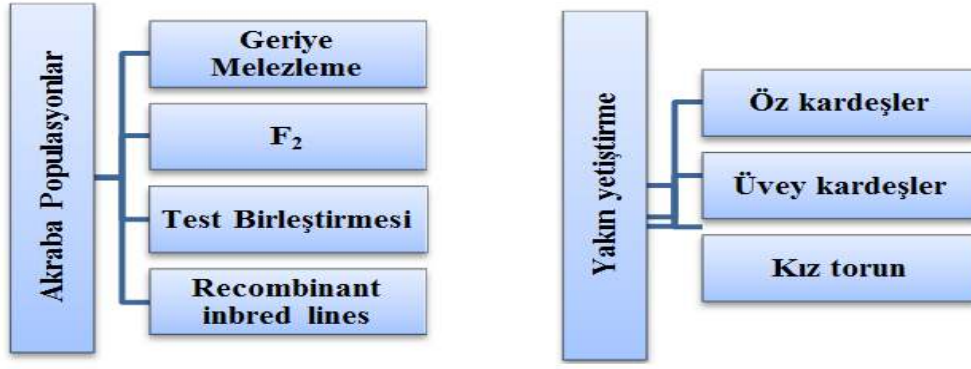 Akraba Populasyonlar
Geriye
Melezleme
F₂
Test Birleştirmesi
Recombinant
inbred lines
Yakın yetiştirme
Öz kardeşler
Üvey kardeşler
Kız torun